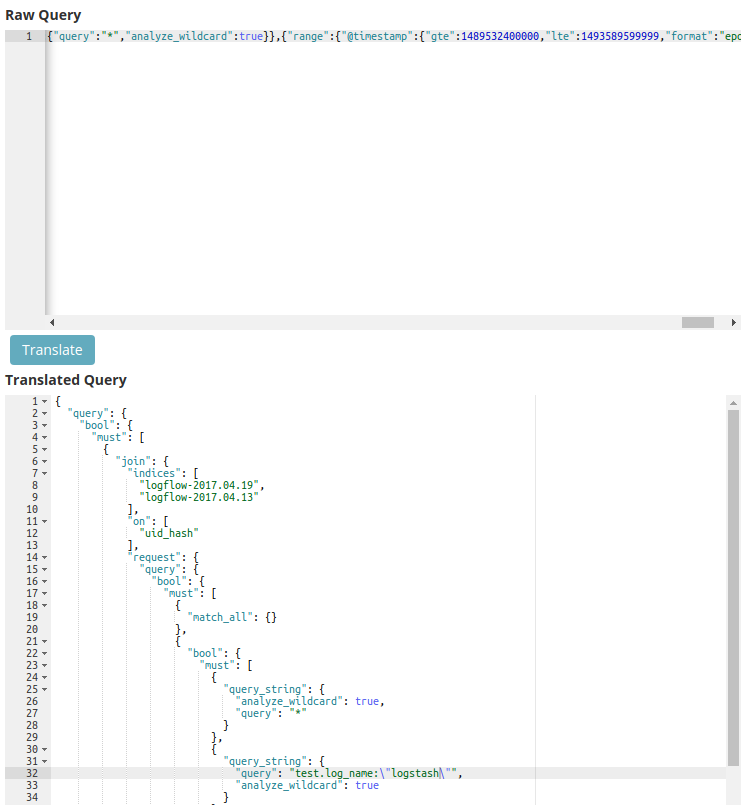 Raw Query
1 {"query":"*","analyze_wildcard":true}},{"range":{"@timestamp":{"gte":1489532400000,"lte":1493589599999,"format":"epo
Translate
Translated Query
1 {
2 "query": {
3 "bool": {
4 "must": [
5 {
6 "join": {
7 "indices": [
8 "logflow-2017.04.19",
9 "logflow-2017.04.13"
10 ],
11 "on": [
12 "uid_hash"
13 ],
14 "request": {
15 "query": {
16 "bool": {
17 "must": [
18 {
19 "match_all": {}
20 },
21 {
22 "bool": {
23 "must": [
24 {
25 "query_string": {
26 "analyze_wildcard": true,
27 "query": "*"
28 }
29 },
30 {
31 "query_string": {
32 "query": "test.log_name:\"logstash\"",
33 "analyze_wildcard": true
34 }